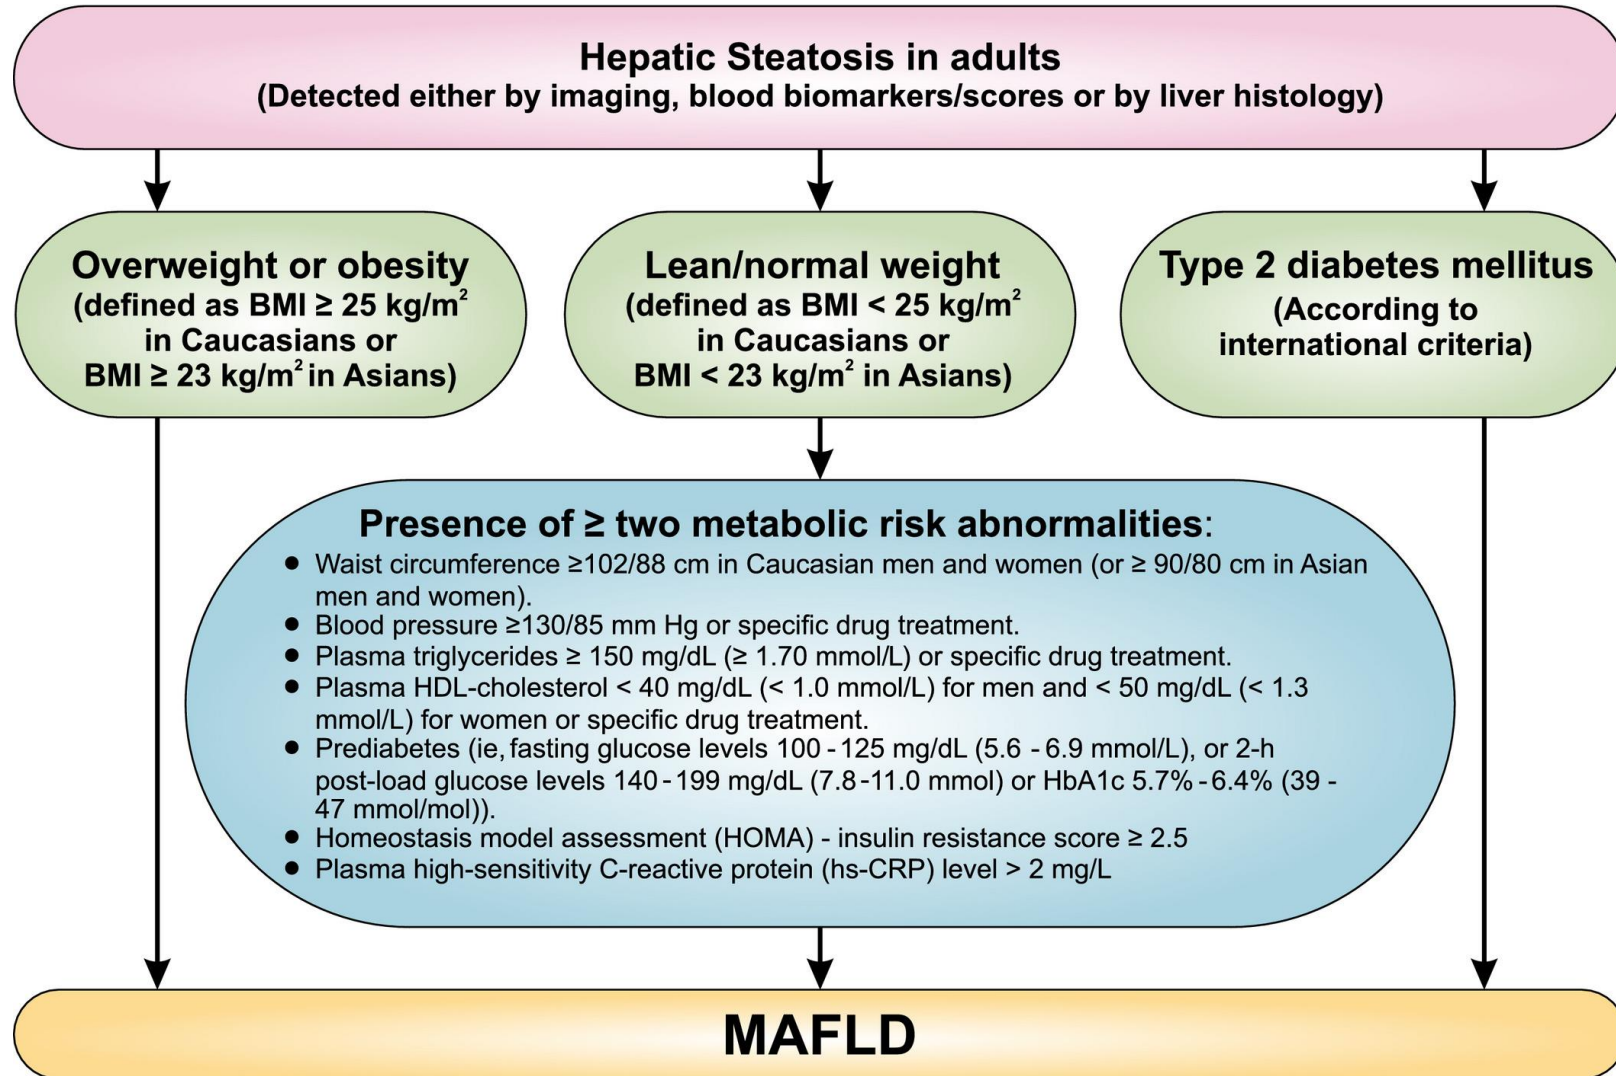 Hepatic Steatosis in adults
(Detected either by imaging, blood biomarkers/scores or by liver histology)
Overweight or obesity
(defined as BMI ≥ 25 kg/m²
in Caucasians or
BMI ≥ 23 kg/m² in Asians)
Lean/normal weight
(defined as BMI < 25 kg/m²
in Caucasians or
BMI < 23 kg/m² in Asians)
Type 2 diabetes mellitus
(According to
international criteria)
Presence of ≥ two metabolic risk abnormalities:
● Waist circumference ≥102/88 cm in Caucasian men and women (or ≥ 90/80 cm in Asian
men and women).
● Blood pressure ≥130/85 mm Hg or specific drug treatment.
● Plasma triglycerides ≥ 150 mg/dL (≥ 1.70 mmol/L) or specific drug treatment.
● Plasma HDL-cholesterol < 40 mg/dL (< 1.0 mmol/L) for men and < 50 mg/dL (< 1.3
mmol/L) for women or specific drug treatment.
● Prediabetes (ie, fasting glucose levels 100 - 125 mg/dL (5.6 - 6.9 mmol/L), or 2-h
post-load glucose levels 140 - 199 mg/dL (7.8 -11.0 mmol) or HbA1c 5.7% - 6.4% (39 -
47 mmol/mol)).
● Homeostasis model assessment (HOMA) - insulin resistance score ≥ 2.5
● Plasma high-sensitivity C-reactive protein (hs-CRP) level > 2 mg/L
MAFLD